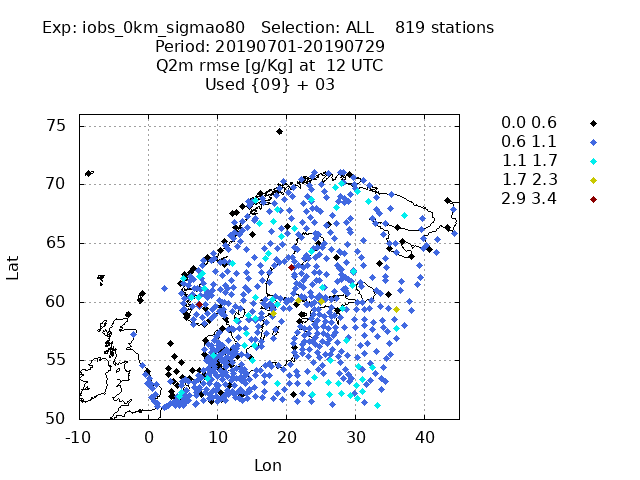 Exp: iobs_0km_sigmao80   Selection: ALL    819 stations
Period: 20190701-20190729
Q2m rmse [g/Kg] at  12 UTC
Used {09} + 03
0.0 0.6
0.6 1.1
1.1 1.7
1.7 2.3
2.9 3.4
75
70
65
60
55
50
Lat
-10 0 10 20 30 40
Lon